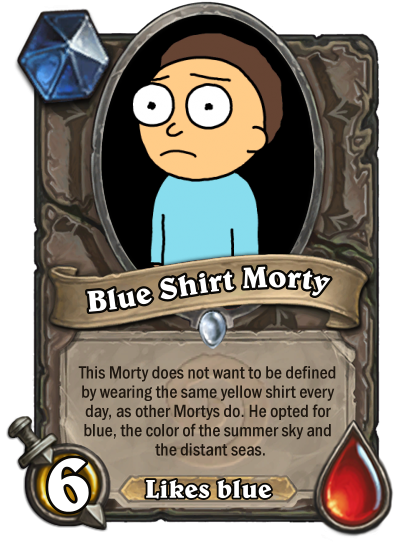 Blue Shirt Morty
This Morty does not want to be defined
by wearing the same yellow shirt every
day, as other Mortys do. He opted for
blue, the color of the summer sky and
the distant seas.
6
Likes blue